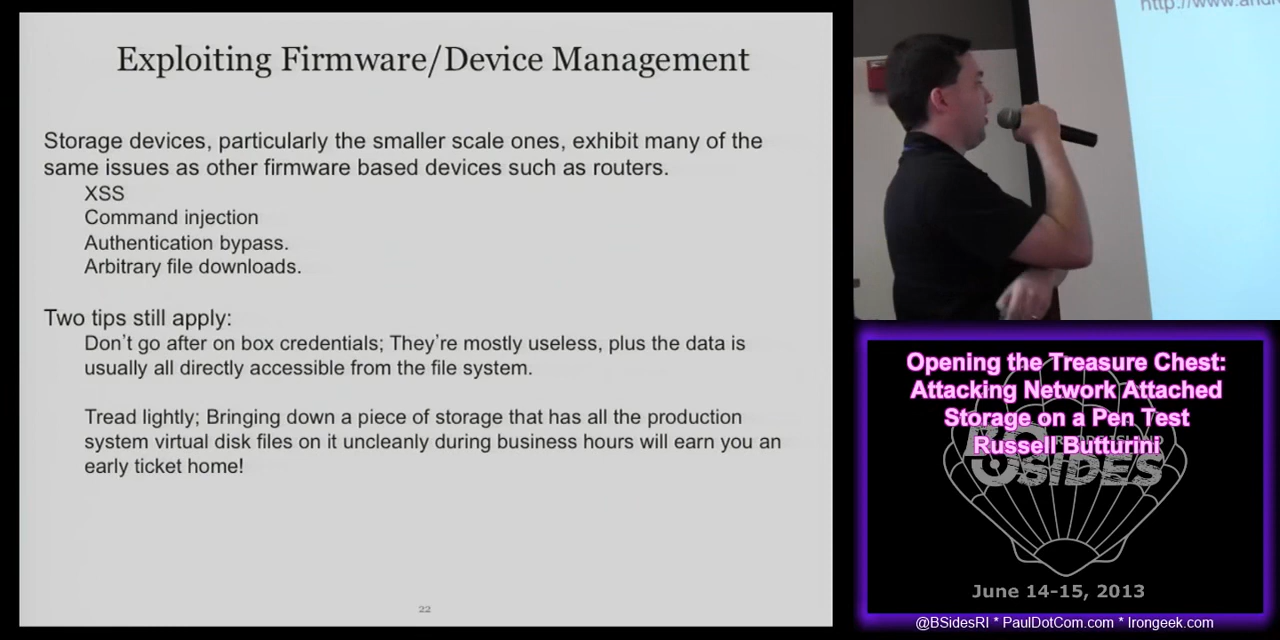 Exploiting Firmware/Device Management
Storage devices, particularly the smaller scale ones, exhibit many of the
same issues as other firmware based devices such as routers.
XSS
Command injection
Authentication bypass.
Arbitrary file downloads.
Two tips still apply:
Don't go after on box credentials; They're mostly useless, plus the data is
usually all directly accessible from the file system.
Tread lightly; Bringing down a piece of storage that has all the production
system virtual disk files on it uncleanly during business hours will earn you an
early ticket home!
22
Opening the Treasure Chest:
Attacking Network Attached
Storage on a Pen Test
Russell Butturini
BSIDES
June 14-15, 2013
@BSidesRI * PaulDotCom.com * Irongeek.com